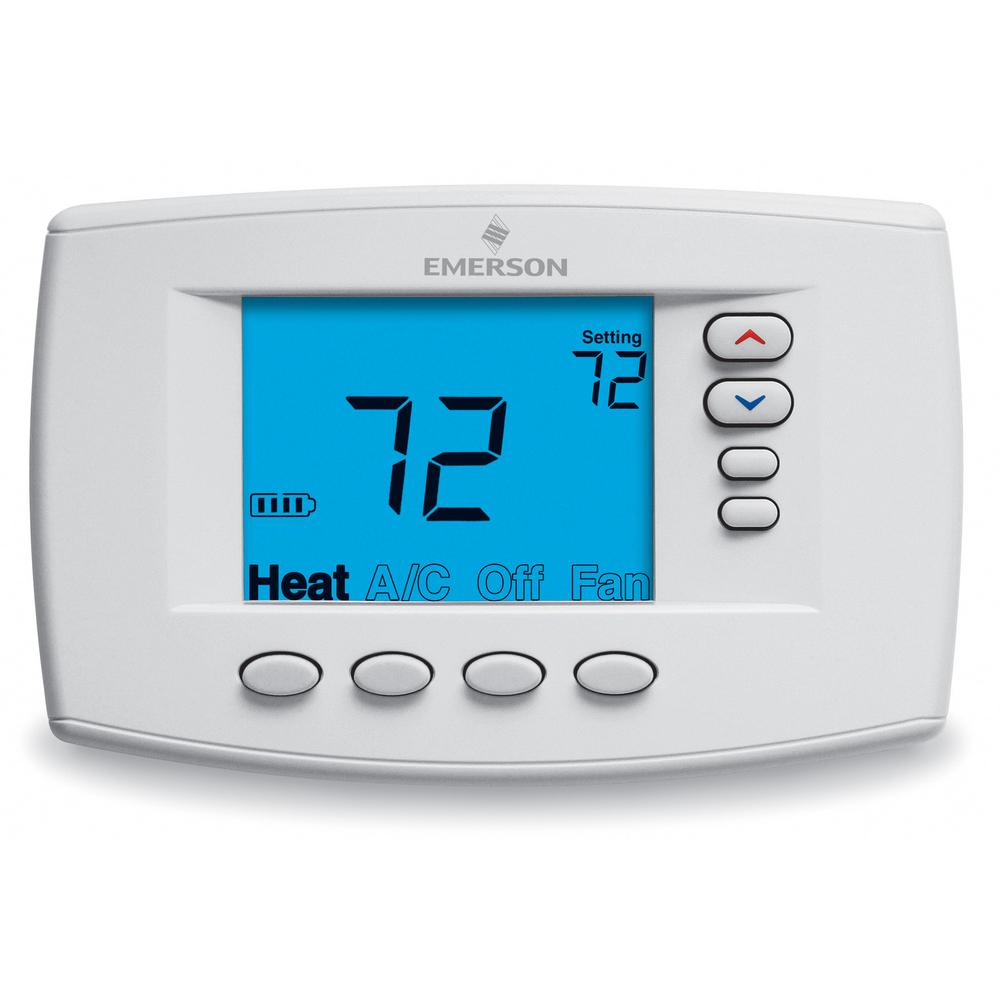 EMERSON
Setting
72
72
Heat A/C Off Fan